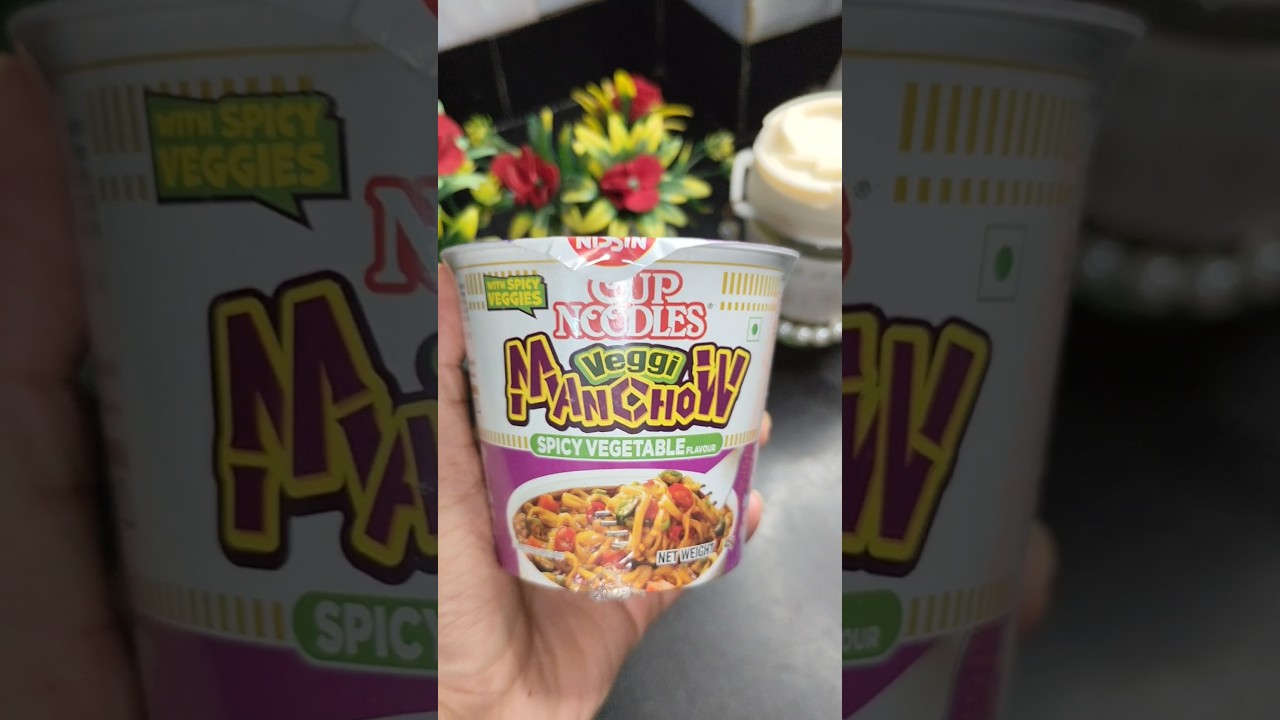 NISSIN
WITH SPICY
VEGGIES
CUP
NOODLES
Veggi
MANCHOW
SPICY VEGETABLE FLAVOUR
NET WEIGHT